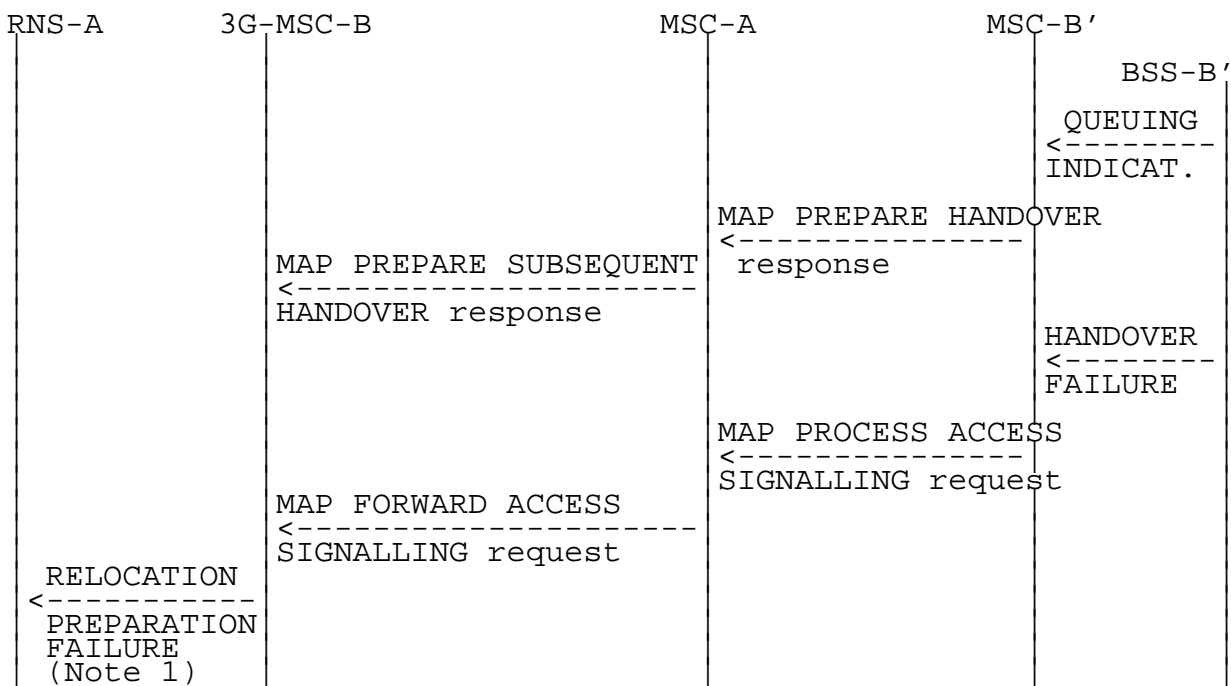 RNS-A 3G-MSC-B MSC-A MSC-B'
BSS-B'
QUEUING
<--------
INDICAT.
MAP PREPARE HANDOVER
<---------------
response
MAP PREPARE SUBSEQUENT
<---------------------
HANDOVER response
HANDOVER
<--------
FAILURE
MAP PROCESS ACCESS
<---------------
SIGNALLING request
MAP FORWARD ACCESS
<---------------------
SIGNALLING request
RELOCATION
<-----------
PREPARATION
FAILURE
(Note 1)